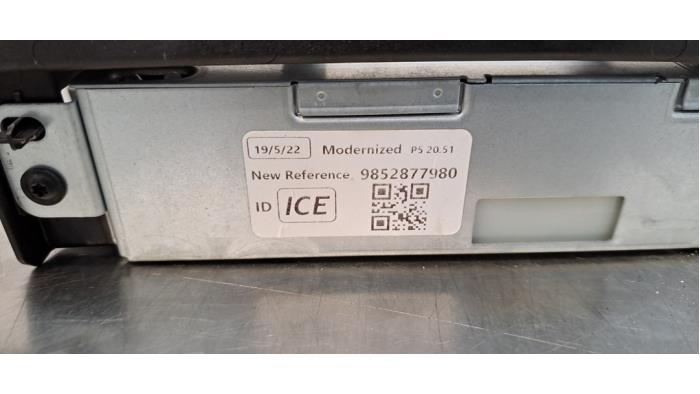 19/5/22 Modernized P5 20.51
New Reference. 9852877980
ID ICE